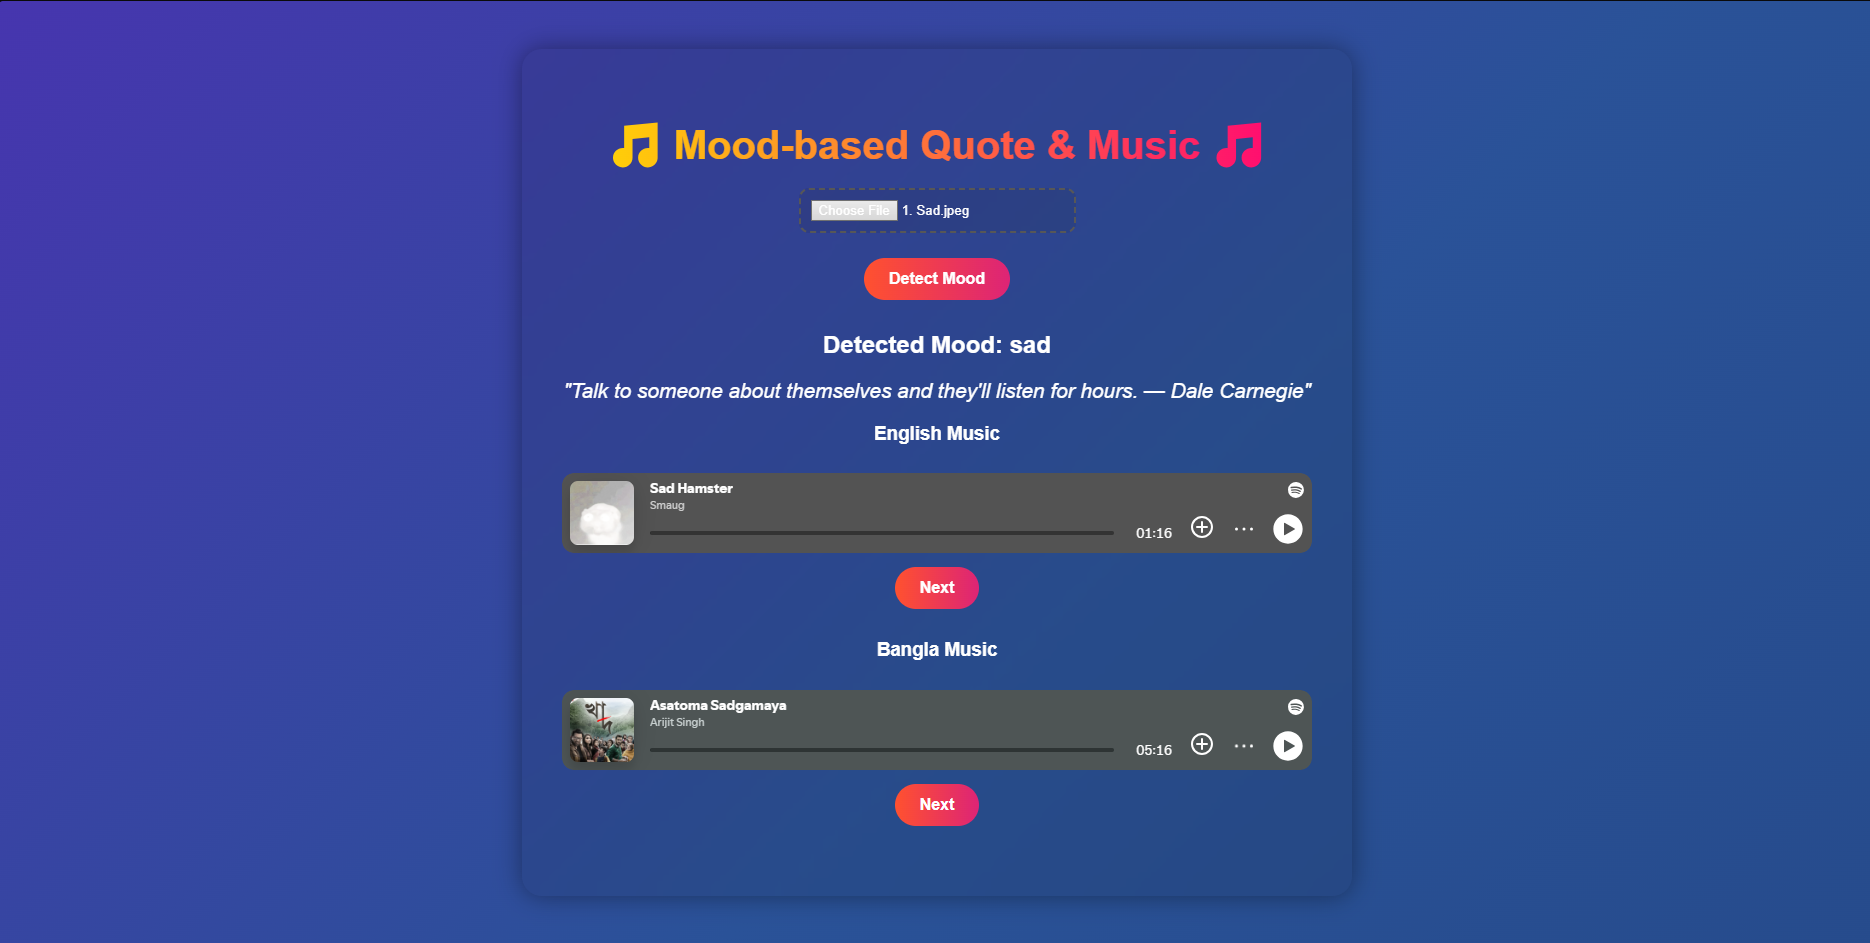 🎵 Mood-based Quote & Music 🎵
Choose File 1. Sad.jpeg
Detect Mood
Detected Mood: sad
"Talk to someone about themselves and they'll listen for hours. — Dale Carnegie"
English Music
Sad Hamster
Smaug
01:16
Next
Bangla Music
খাদ
Asatoma Sadgamaya
Arijit Singh
05:16
Next